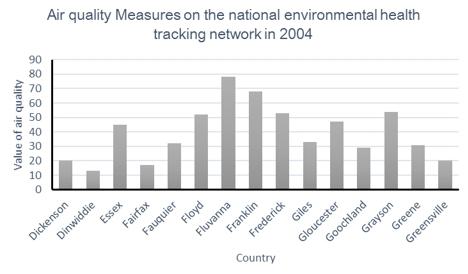 Air quality Measures on the national environmental health
tracking network in 2004
Value of air quality
90
80
70
60
50
40
30
20
10
0
Dickenson
Dinwiddie
Essex
Fairfax
Fauquier
Floyd
Fluvanna
Franklin
Frederick
Giles
Gloucester
Goochland
Grayson
Greene
Greensville
Country